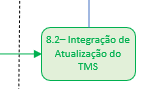 8.2– Integração de
Atualização do
TMS